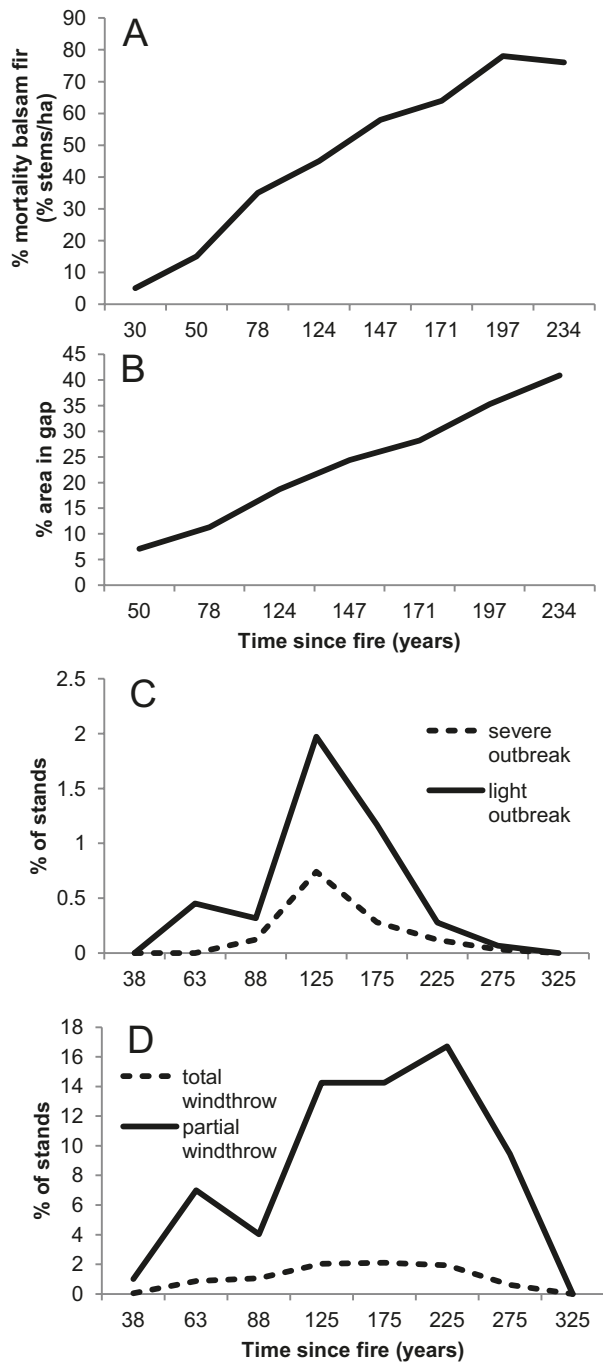 A
% mortality balsam fir
(% stems/ha)
90
80
70
60
50
40
30
20
10
0
30 50 78 124 147 171 197 234
B
% area in gap
45
40
35
30
25
20
15
10
5
0
50 78 124 147 171 197 234
Time since fire (years)
C
% of stands
2.5
2
1.5
1
0.5
0
severe
outbreak
light
outbreak
38 63 88 125 175 225 275 325
D
% of stands
18
16
14
12
10
8
6
4
2
0
total
windthrow
partial
windthrow
38 63 88 125 175 225 275 325
Time since fire (years)